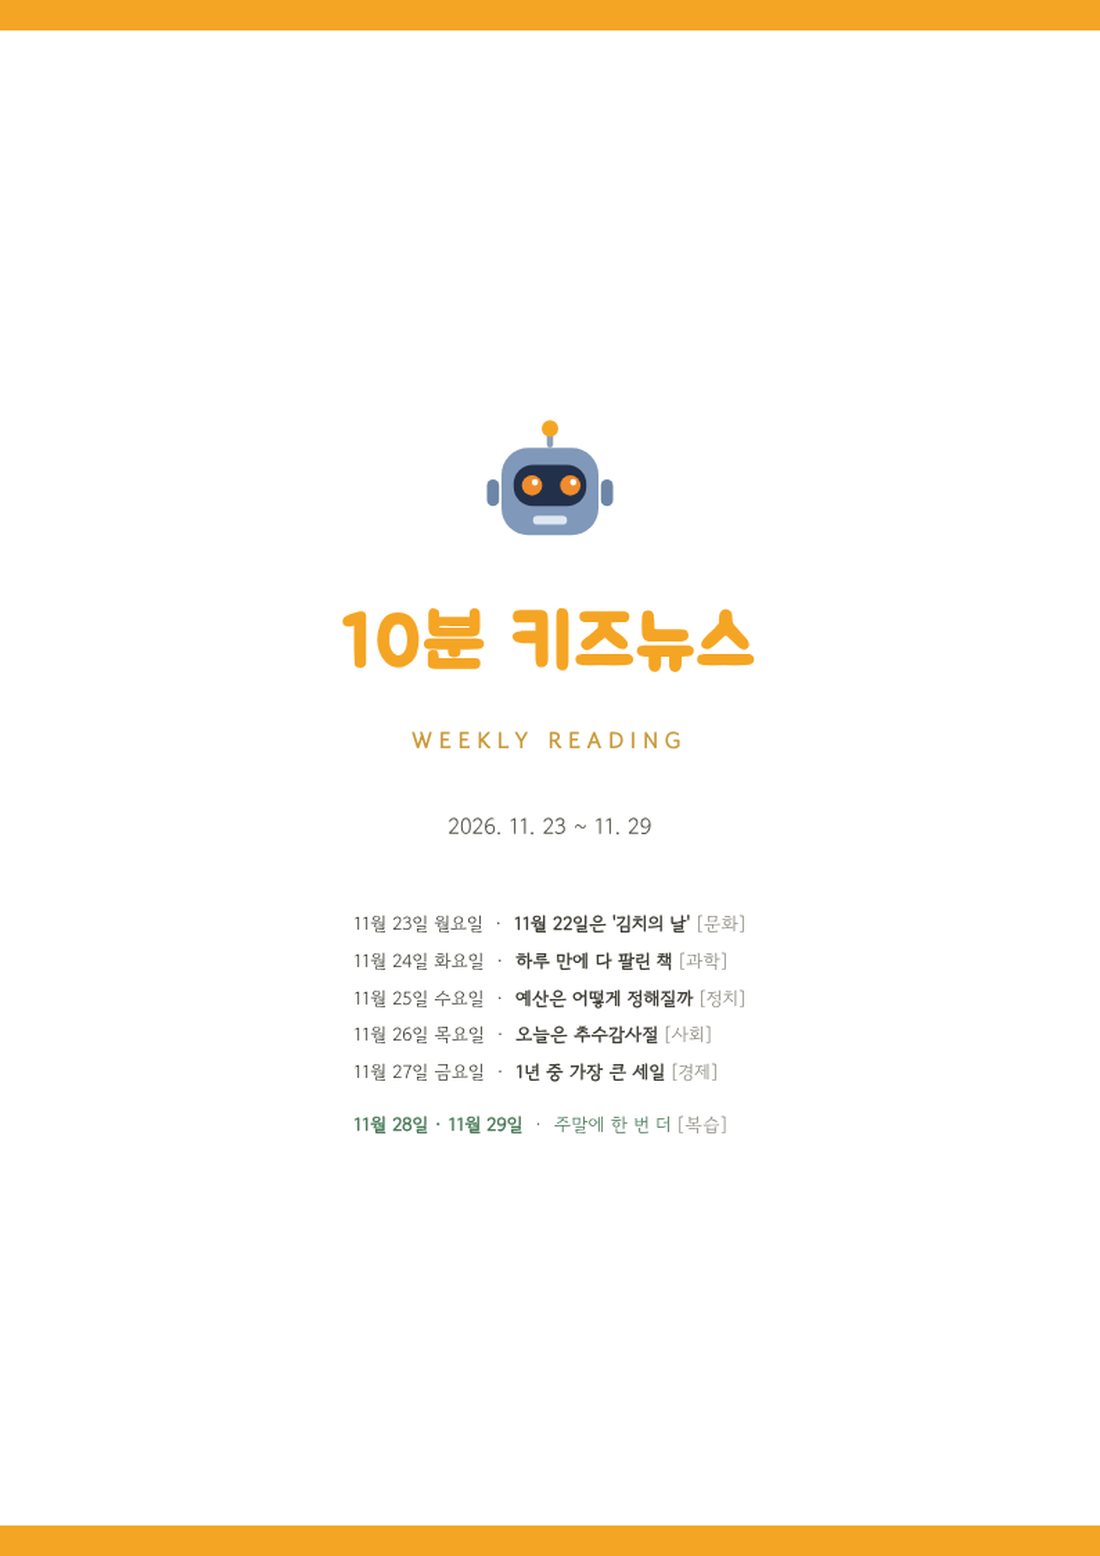 10분 키즈뉴스
WEEKLY READING
2026. 11. 23 ~ 11. 29
11월 23일 월요일 · 11월 22일은 '김치의 날' [문화]
11월 24일 화요일 · 하루 만에 다 팔린 책 [과학]
11월 25일 수요일 · 예산은 어떻게 정해질까 [정치]
11월 26일 목요일 · 오늘은 추수감사절 [사회]
11월 27일 금요일 · 1년 중 가장 큰 세일 [경제]
11월 28일 · 11월 29일 · 주말에 한 번 더 [복습]